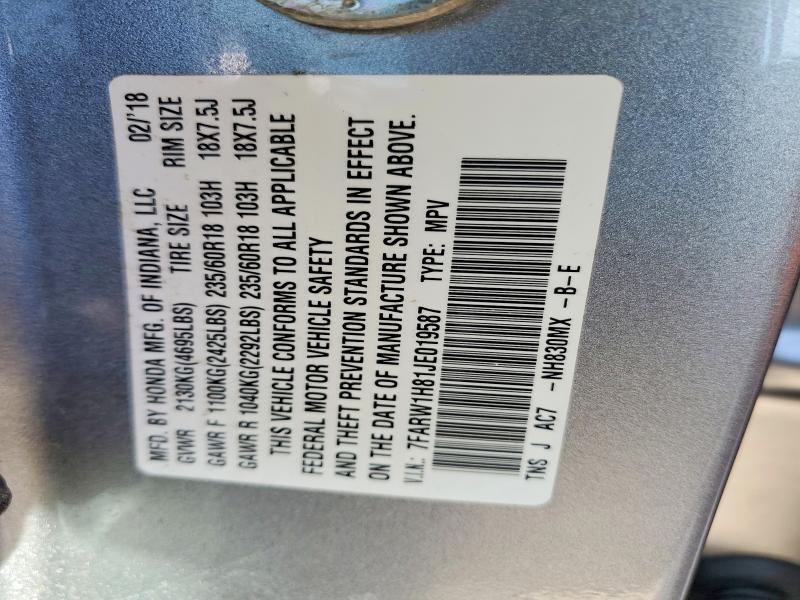 MFD. BY HONDA MFG. OF INDIANA, LLC 02/'18
GVWR 2130KG(4695LBS) TIRE SIZE RIM SIZE
GAWR F 1100KG(2425LBS) 235/60R18 103H 18X7.5J
GAWR R 1040KG(2292LBS) 235/60R18 103H 18X7.5J
THIS VEHICLE CONFORMS TO ALL APPLICABLE
FEDERAL MOTOR VEHICLE SAFETY
AND THEFT PREVENTION STANDARDS IN EFFECT
ON THE DATE OF MANUFACTURE SHOWN ABOVE.
V.I.N.: 7FARW1H81JE019587 TYPE: MPV
TNS J AC7 -NH830MX -B-E